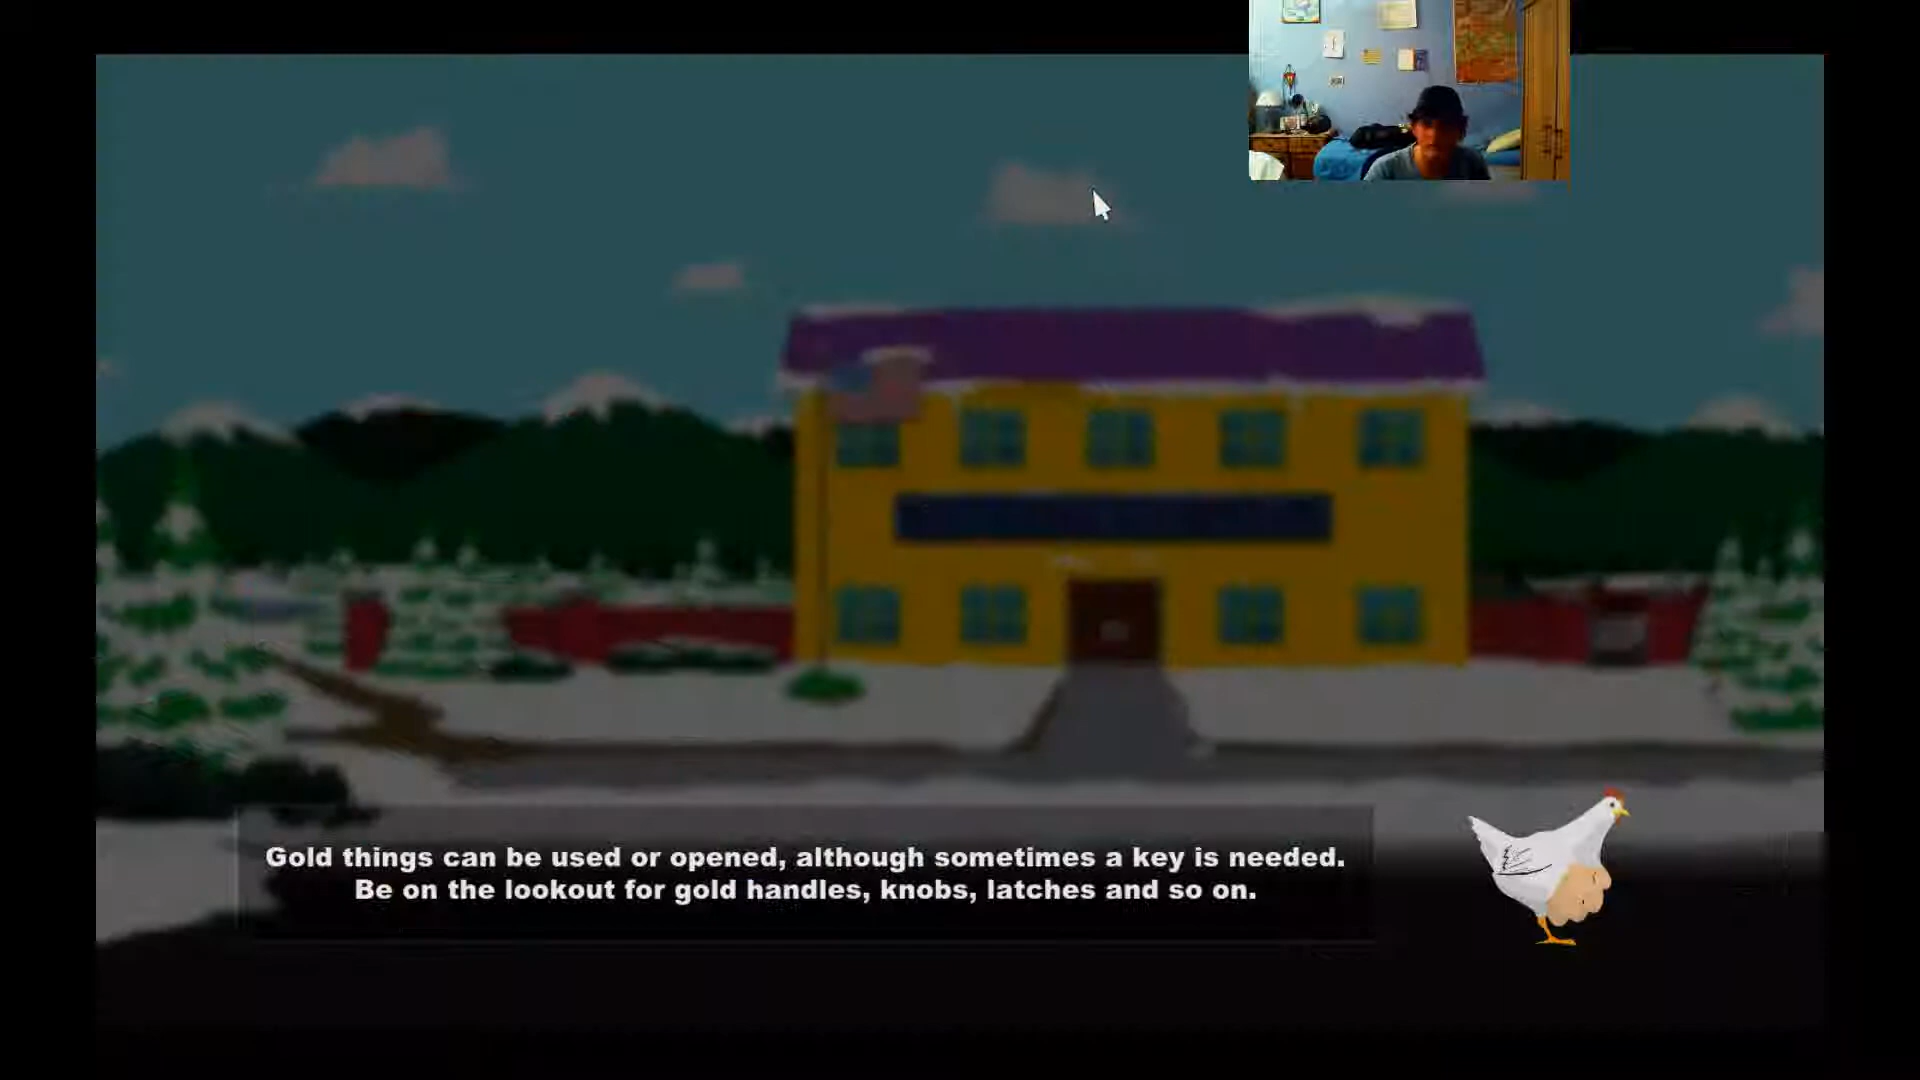 Gold things can be used or opened, although sometimes a key is needed.
Be on the lookout for gold handles, knobs, latches and so on.